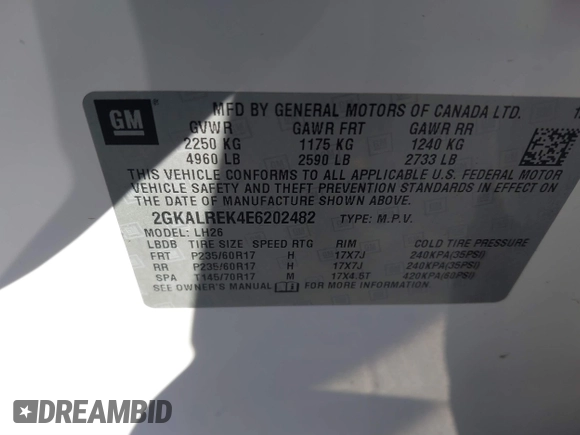 GM
MFD BY GENERAL MOTORS OF CANADA LTD.
GVWR GAWR FRT GAWR RR
2250 KG 1175 KG 1240 KG
4960 LB 2590 LB 2733 LB
THIS VEHICLE CONFORMS TO ALL APPLICABLE U.S. FEDERAL MOTOR
VEHICLE SAFETY AND THEFT PREVENTION STANDARDS IN EFFECT ON
THE DATE OF MANUFACTURE SHOWN ABOVE.
2GKALREK4E6202482 TYPE: M.P.V.
MODEL: LH26
LBDB TIRE SIZE SPEED RTG RIM COLD TIRE PRESSURE
FRT P235/60R17 H 17X7J 240KPA(35PSI)
RR P235/60R17 H 17X7J 240KPA(35PSI)
SPA T145/70R17 M 17X4.5T 420KPA(60PSI)
SEE OWNER'S MANUAL
DREAMBID